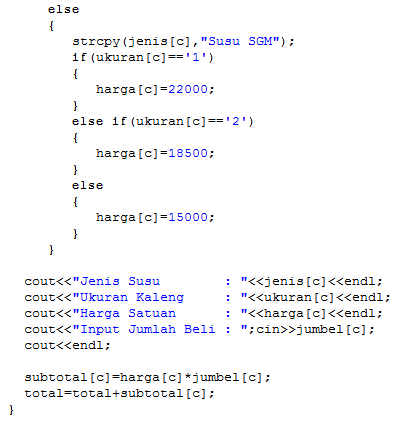 else
{
strcpy(jenis[c],"Susu SGM");
if(ukuran[c]=='1')
{
harga[c]=22000;
}
else if(ukuran[c]=='2')
{
harga[c]=18500;
}
else
{
harga[c]=15000;
}
}
cout<<"Jenis Susu        : "<<jenis[c]<<endl;
cout<<"Ukuran Kaleng     : "<<ukuran[c]<<endl;
cout<<"Harga Satuan      : "<<harga[c]<<endl;
cout<<"Input Jumlah Beli : ";cin>>jumbel[c];
cout<<endl;
subtotal[c]=harga[c]*jumbel[c];
total=total+subtotal[c];
}